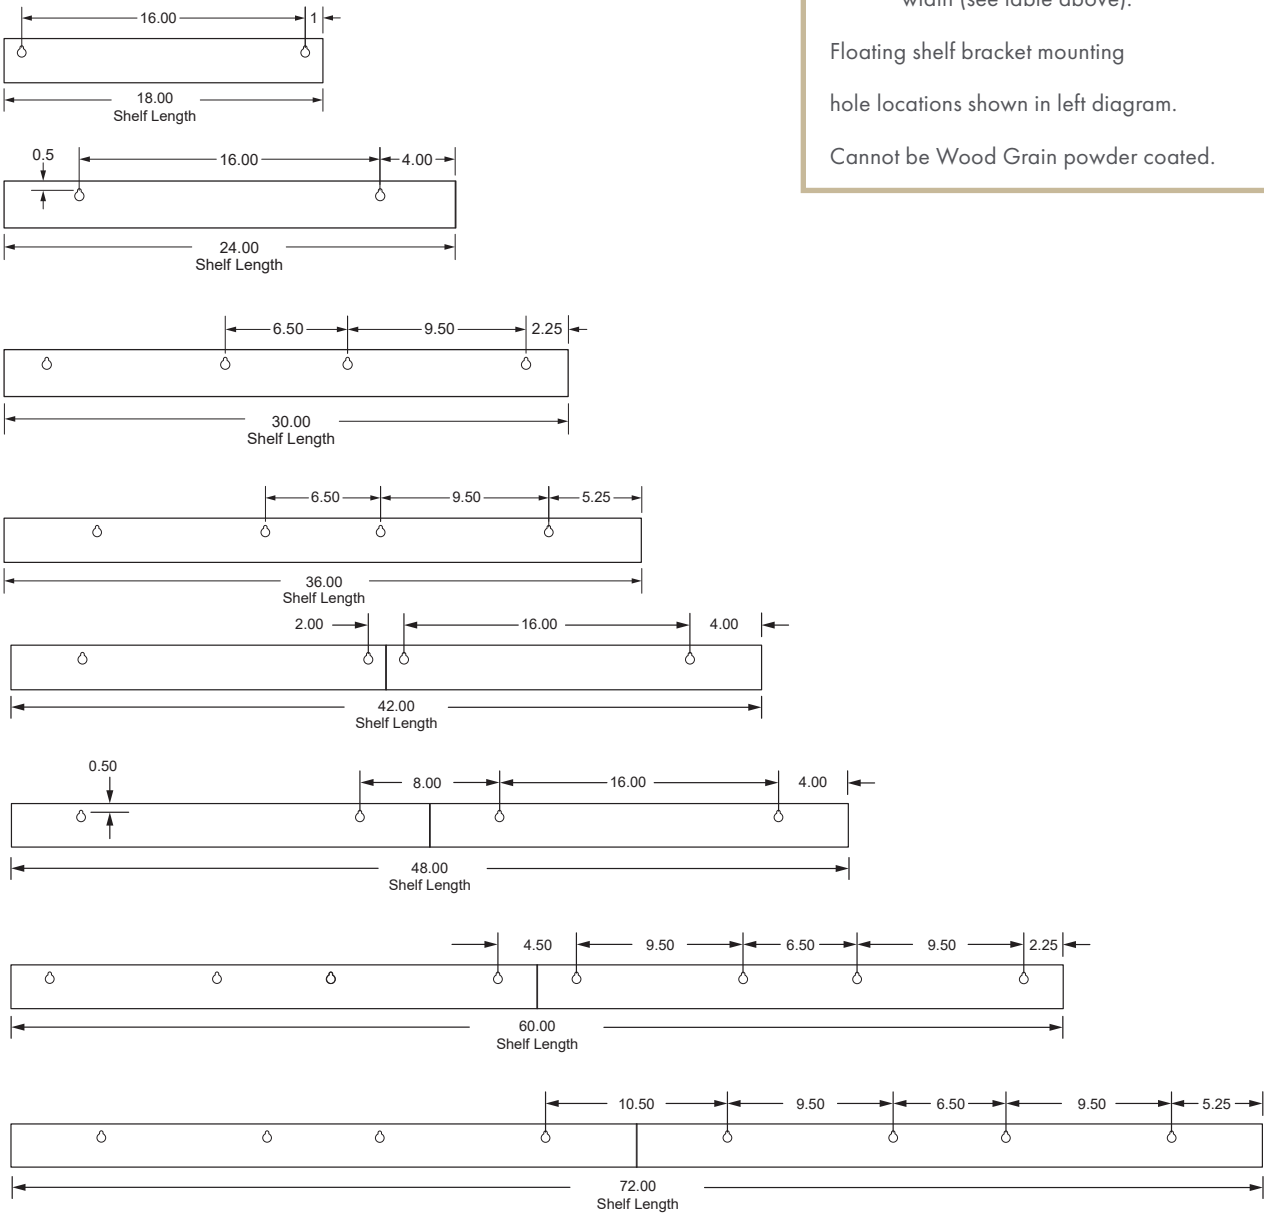 width (see table above).
Floating shelf bracket mounting
hole locations shown in left diagram.
Cannot be Wood Grain powder coated.
16.00 1
18.00
Shelf Length
0.5 16.00 4.00
24.00
Shelf Length
6.50 9.50 2.25
30.00
Shelf Length
6.50 9.50 5.25
36.00
Shelf Length
2.00 16.00 4.00
42.00
Shelf Length
0.50 8.00 16.00 4.00
48.00
Shelf Length
4.50 9.50 6.50 9.50 2.25
60.00
Shelf Length
10.50 9.50 6.50 9.50 5.25
72.00
Shelf Length